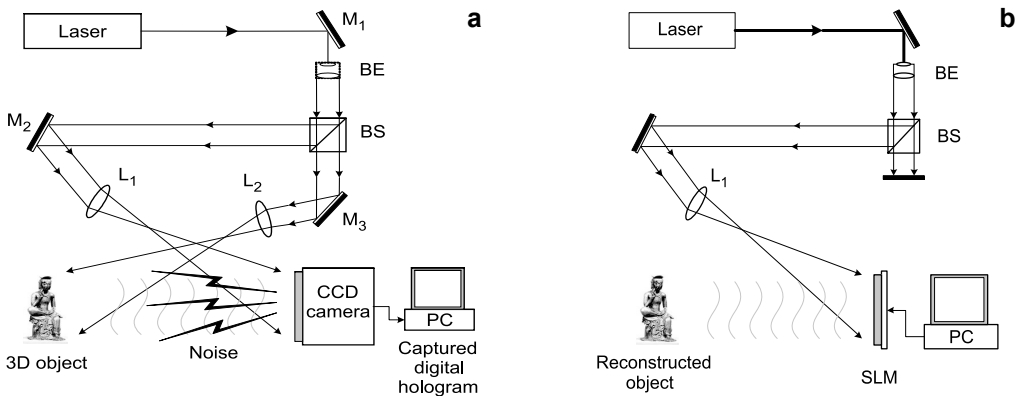 a
Laser
M1
BE
M2
BS
L1
L2
M3
CCD
camera
PC
3D object
Noise
Captured
digital
hologram
b
Laser
BE
BS
L1
PC
Reconstructed
object
SLM